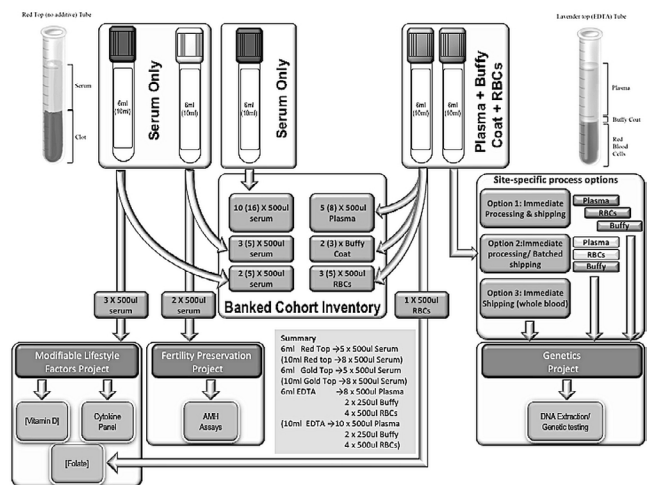 Red Top (no additive) Tube
Serum
Clot
6ml
(10ml)
6ml
(10ml)
Serum Only
6ml
(10ml)
Serum Only
6ml
(10ml)
6ml
(10ml)
Plasma + Buffy
Coat + RBCs
Lavender top (EDTA) Tube
Plasma
Buffy Coat
Red
Blood
Cells
10 (16) X 500ul
serum
5 (8) X 500ul
Plasma
3 (5) X 500ul
serum
2 (3) x Buffy
Coat
2 (5) X 500ul
serum
3 (5) X 500ul
RBCs
Banked Cohort Inventory
Site-specific process options
Option 1: Immediate
Processing & shipping
Plasma
RBCs
Buffy
Option 2:Immediate
processing/ Batched
shipping
Plasma
RBCs
Buffy
Option 3: Immediate
Shipping (whole blood)
3 X 500ul
serum
2 X 500ul
serum
1 X 500ul
RBCs
Modifiable Lifestyle
Factors Project
[Vitamin D]
Cytokine
Panel
[Folate]
Fertility Preservation
Project
AMH
Assays
Summary
6ml Red Top →5 x 500ul Serum
(10ml Red top→8 x 500ul Serum)
6ml Gold Top→5 x 500ul Serum
(10ml Gold Top→8 x 500ul Serum)
6ml EDTA →8 x 500ul Plasma
2 x 250ul Buffy
4 x 500ul RBCs
(10ml EDTA→10 x 500ul Plasma
2 x 250ul Buffy
4 x 500ul RBCs)
Genetics
Project
DNA Extraction/
Genetic testing